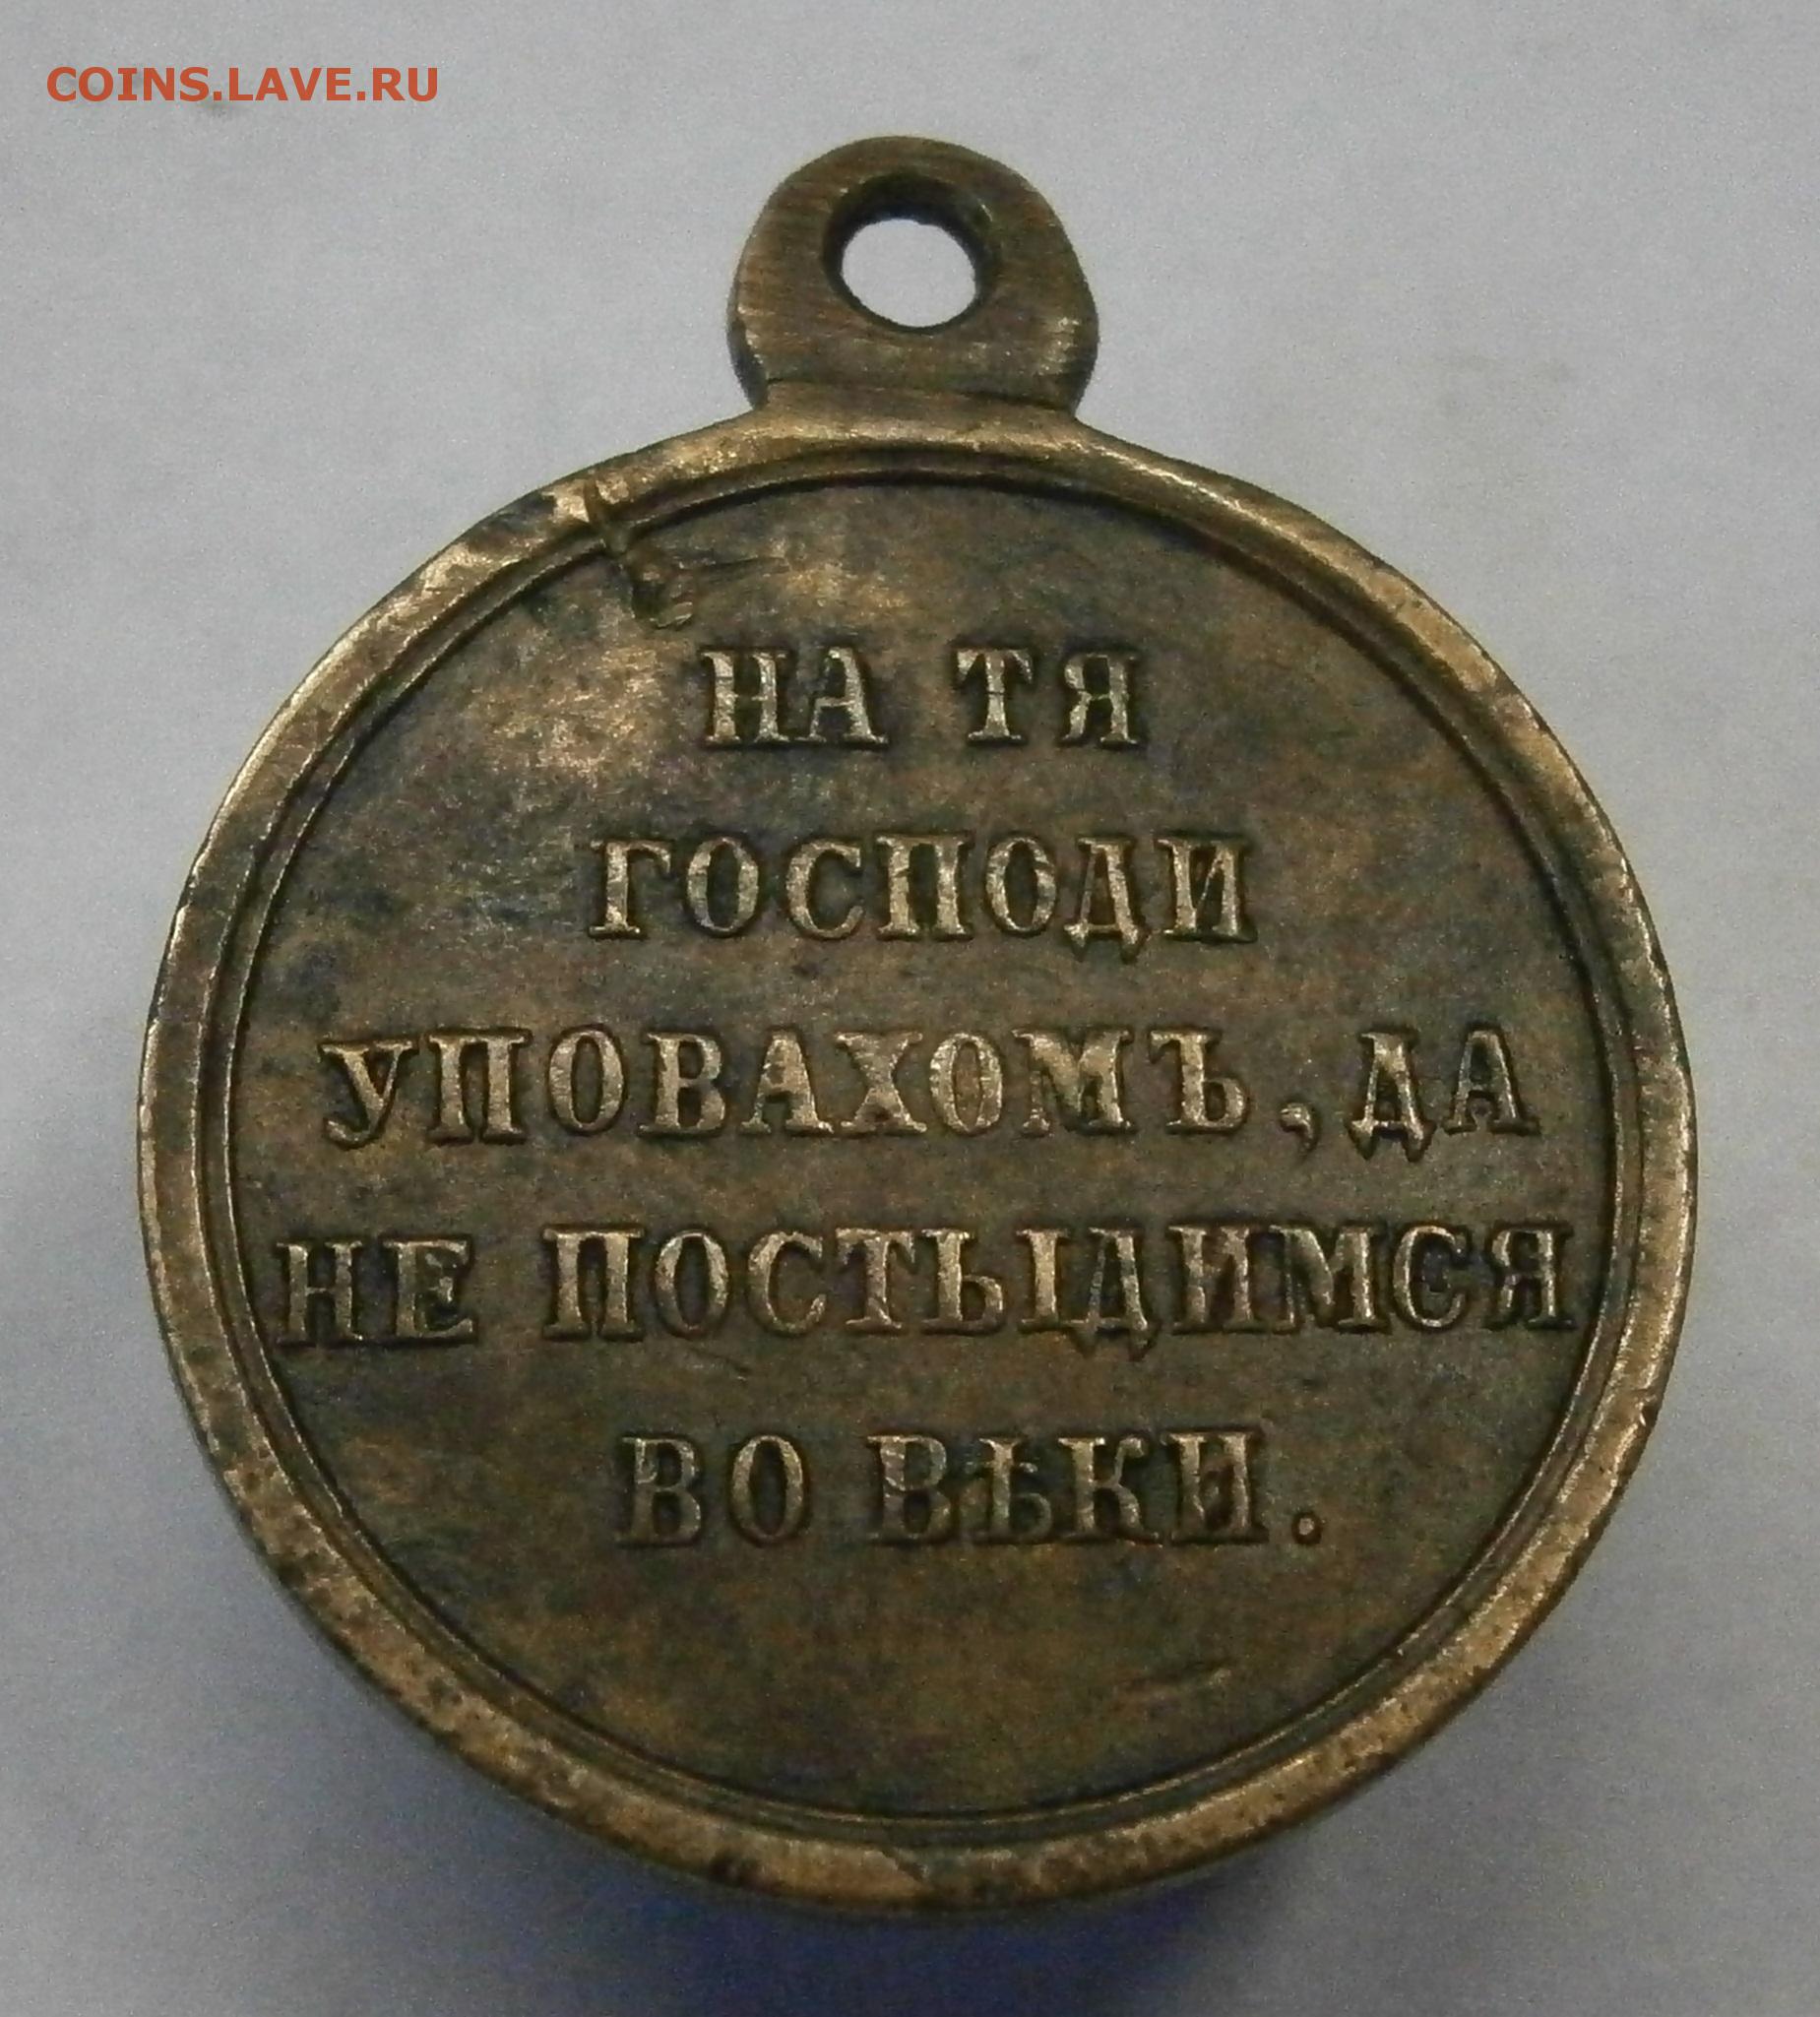 COINS.LAVE.RU
НА ТЯ
ГОСПОДИ
УПОВАХОМЪ, ДА
НЕ ПОСТЫДИМСЯ
ВО ВѢКИ.